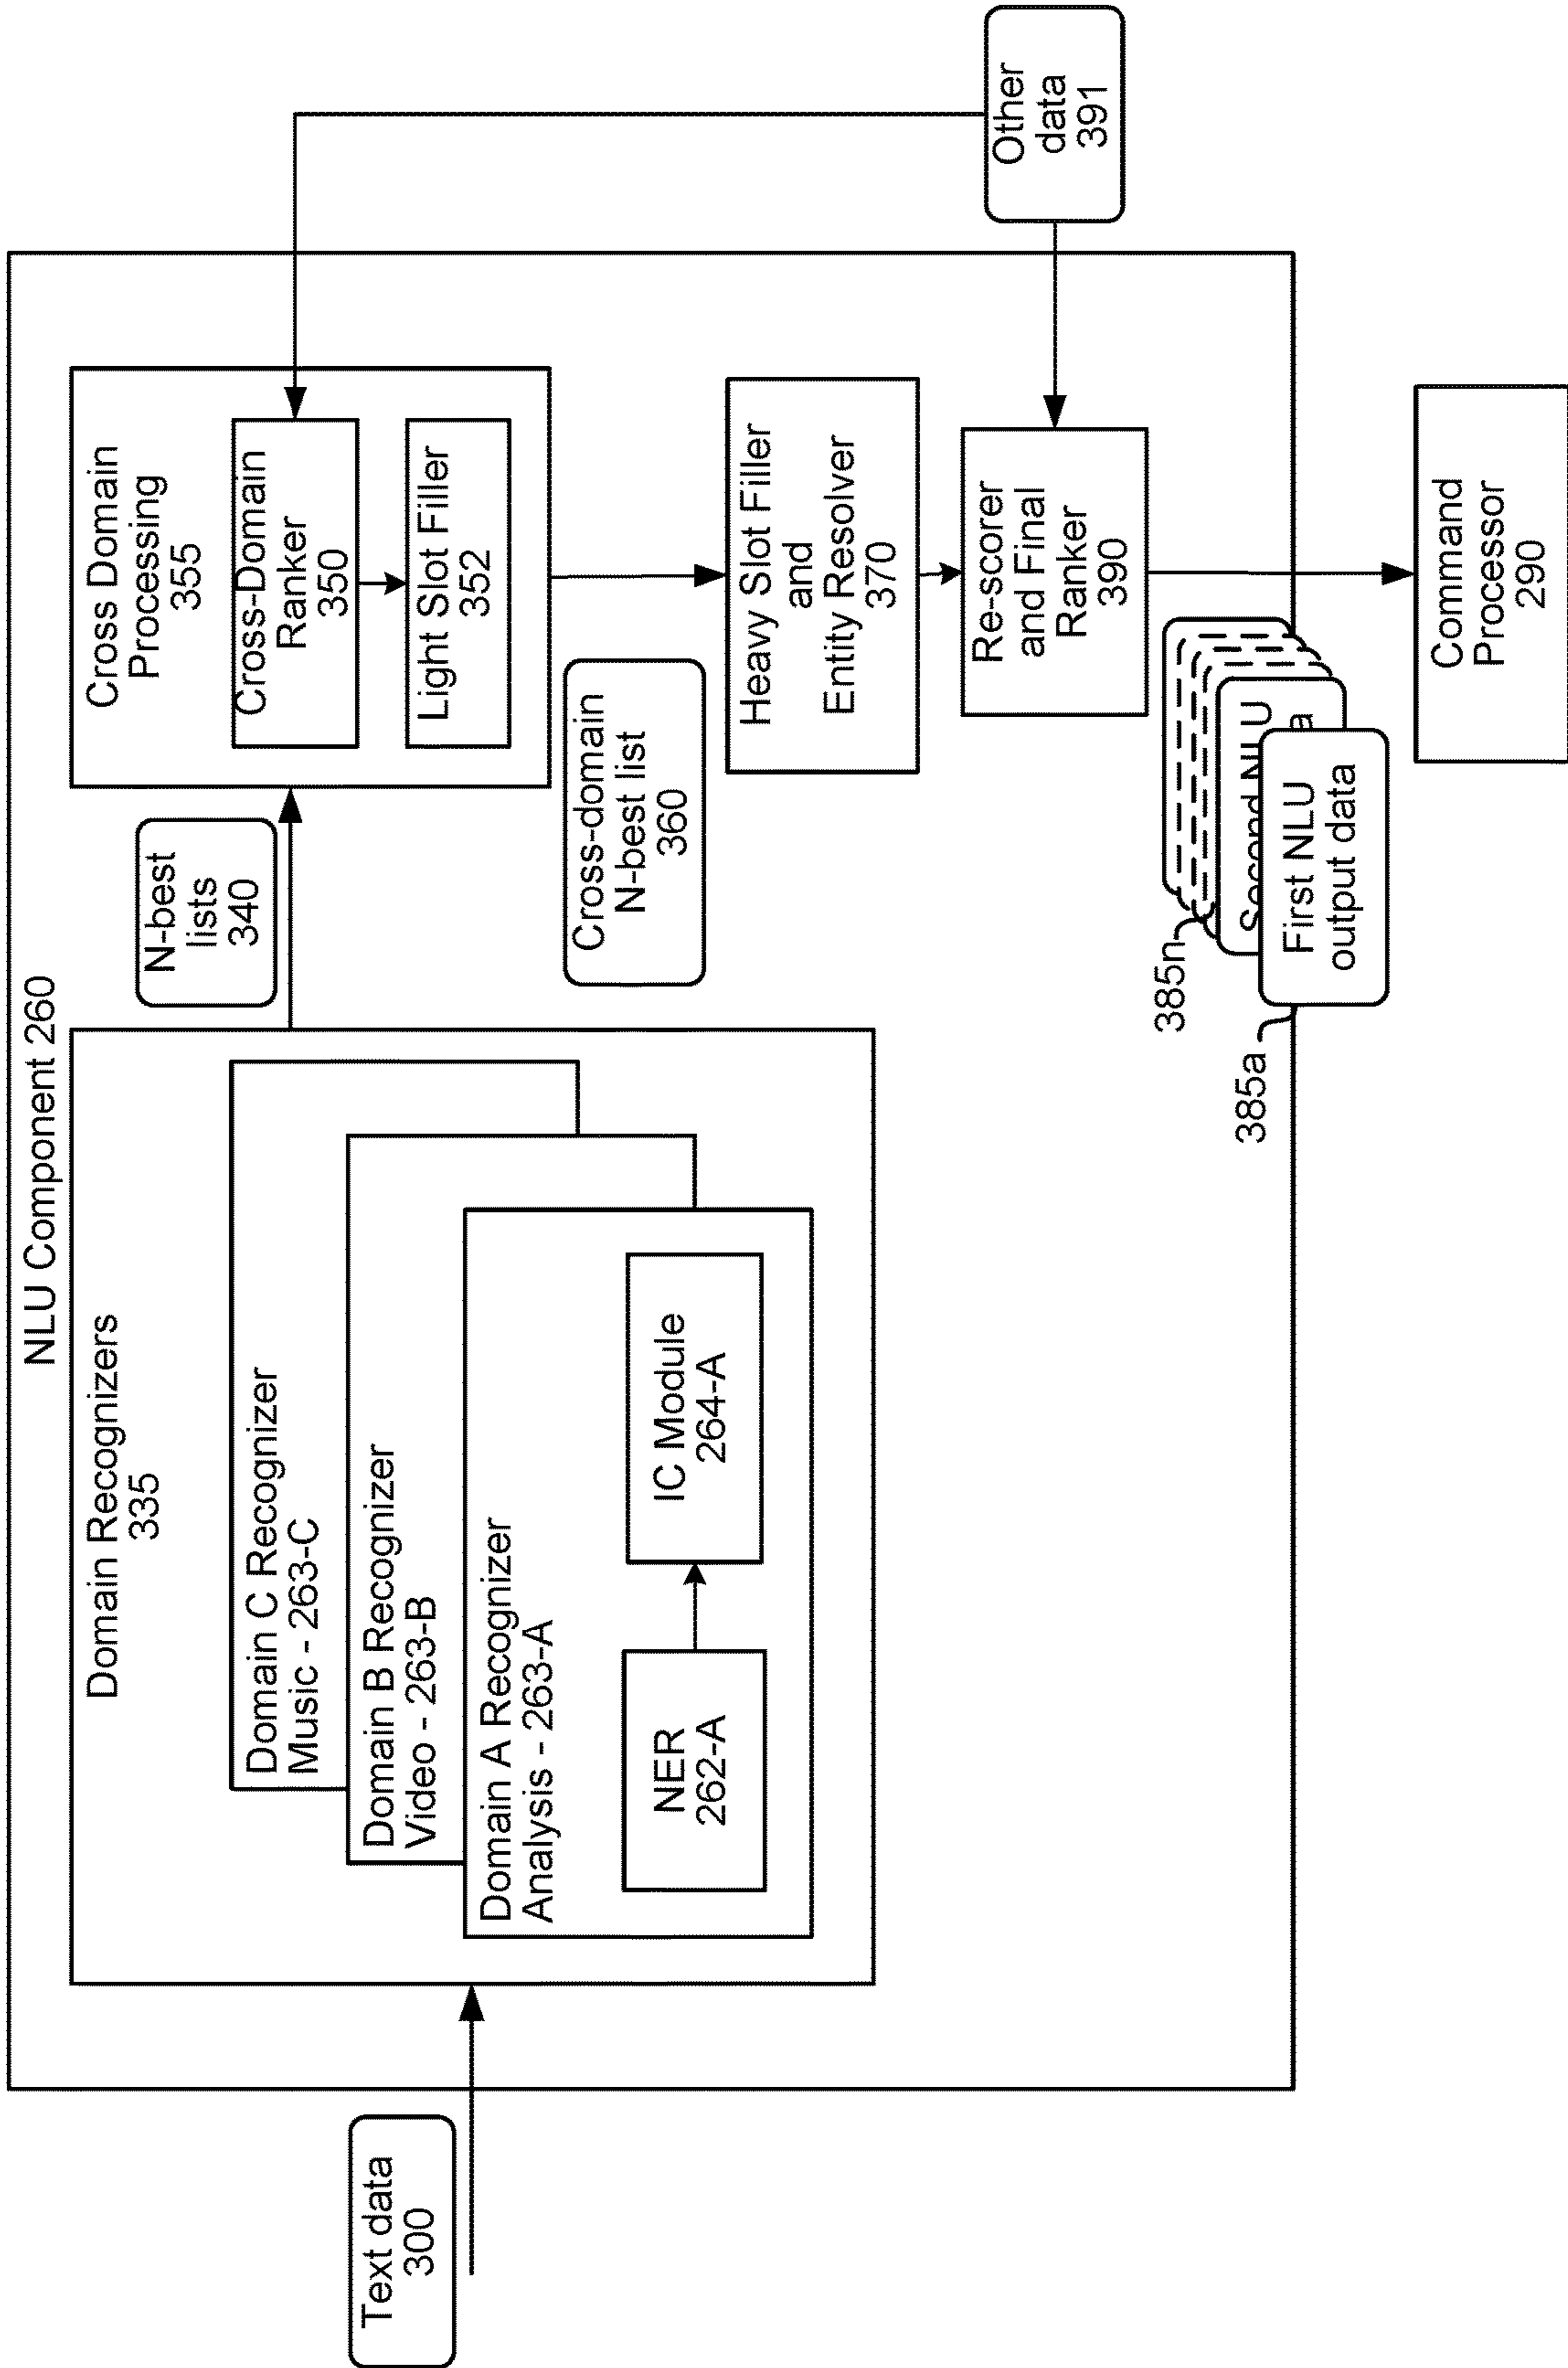 NLU Component 260
Text data
300
Domain Recognizers
335
Domain C Recognizer
Music - 263-C
Domain B Recognizer
Video - 263-B
Domain A Recognizer
Analysis - 263-A
NER
262-A
IC Module
264-A
N-best
lists
340
Cross Domain
Processing
355
Cross-Domain
Ranker
350
Light Slot Filler
352
Cross-domain
N-best list
360
Heavy Slot Filler
and
Entity Resolver
370
Re-scorer
and Final
Ranker
390
Other
data
391
385n
Second NLU
385a
First NLU
output data
Command
Processor
290